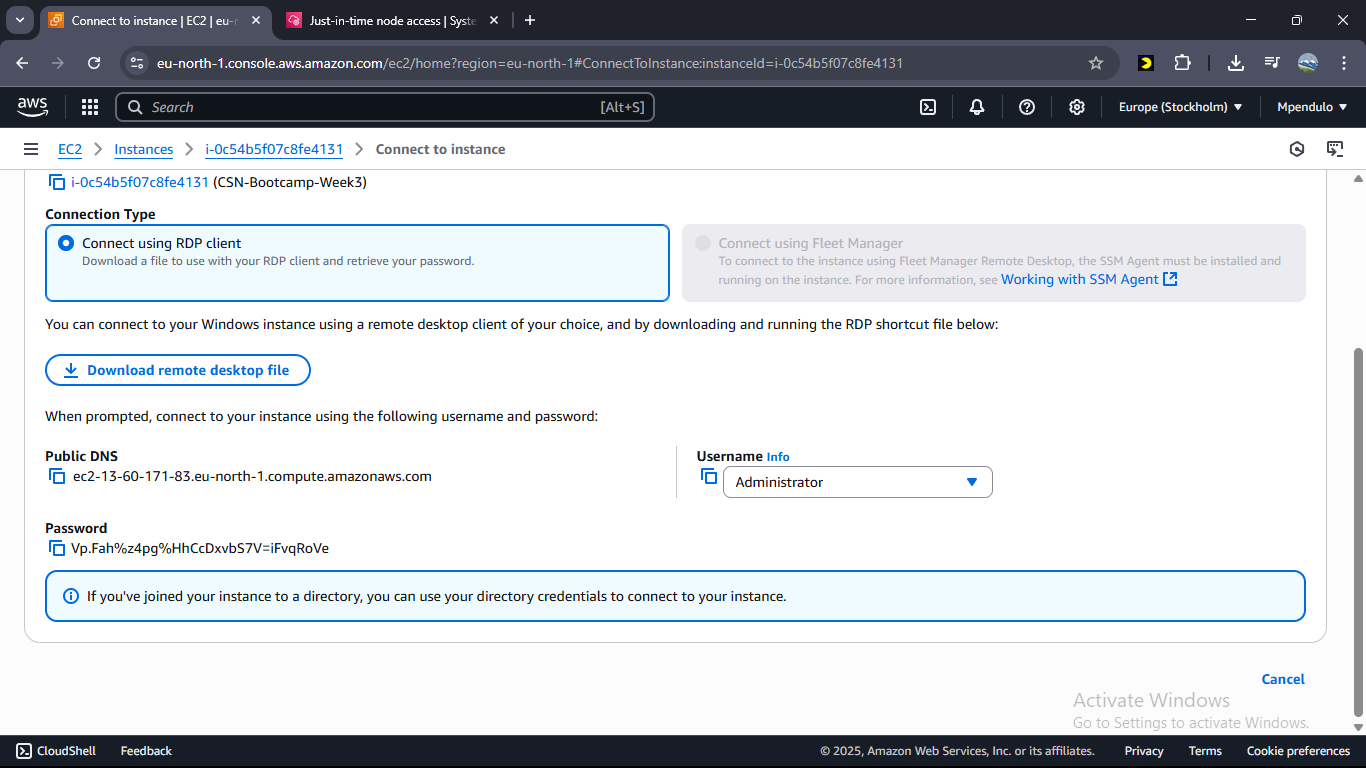 Connect to instance | EC2 | eu-n
Just-in-time node access | Syste
eu-north-1.console.aws.amazon.com/ec2/home?region=eu-north-1#ConnectToInstance:instanceId=i-0c54b5f07c8fe4131
aws
Search
[Alt+S]
Europe (Stockholm)
Mpendulo
EC2
Instances
i-0c54b5f07c8fe4131
Connect to instance
i-0c54b5f07c8fe4131 (CSN-Bootcamp-Week3)
Connection Type
Connect using RDP client
Download a file to use with your RDP client and retrieve your password.
Connect using Fleet Manager
To connect to the instance using Fleet Manager Remote Desktop, the SSM Agent must be installed and
running on the instance. For more information, see Working with SSM Agent
You can connect to your Windows instance using a remote desktop client of your choice, and by downloading and running the RDP shortcut file below:
Download remote desktop file
When prompted, connect to your instance using the following username and password:
Public DNS
ec2-13-60-171-83.eu-north-1.compute.amazonaws.com
Username Info
Administrator
Password
Vp.Fah%z4pg%HhCcDxvbS7V=iFvqRoVe
If you've joined your instance to a directory, you can use your directory credentials to connect to your instance.
Cancel
Activate Windows
Go to Settings to activate Windows.
CloudShell
Feedback
© 2025, Amazon Web Services, Inc. or its affiliates.
Privacy
Terms
Cookie preferences